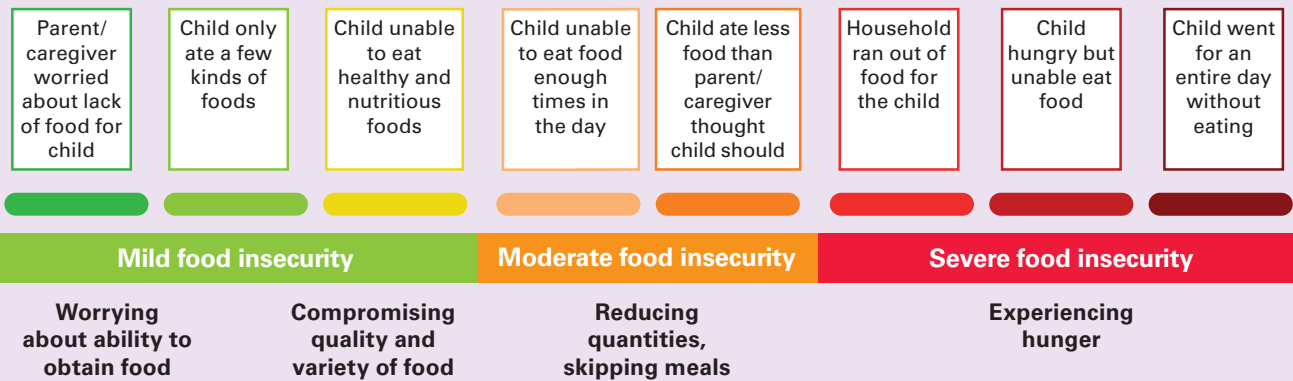 Parent/
caregiver
worried
about lack
of food for
child
Child only
ate a few
kinds of
foods
Child unable
to eat
healthy and
nutritious
foods
Child unable
to eat food
enough
times in
the day
Child ate less
food than
parent/
caregiver
thought
child should
Household
ran out of
food for
the child
Child
hungry but
unable eat
food
Child went
for an
entire day
without
eating
Mild food insecurity
Moderate food insecurity
Severe food insecurity
Worrying
about ability to
obtain food
Compromising
quality and
variety of food
Reducing
quantities,
skipping meals
Experiencing
hunger